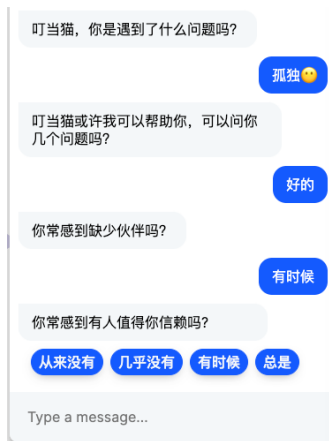 叮当猫，你是遇到了什么问题吗?
孤独😶
叮当猫或许我可以帮助你，可以问你
几个问题吗?
好的
你常感到缺少伙伴吗?
有时候
你常感到有人值得你信赖吗?
从来没有 几乎没有 有时候 总是
Type a message...